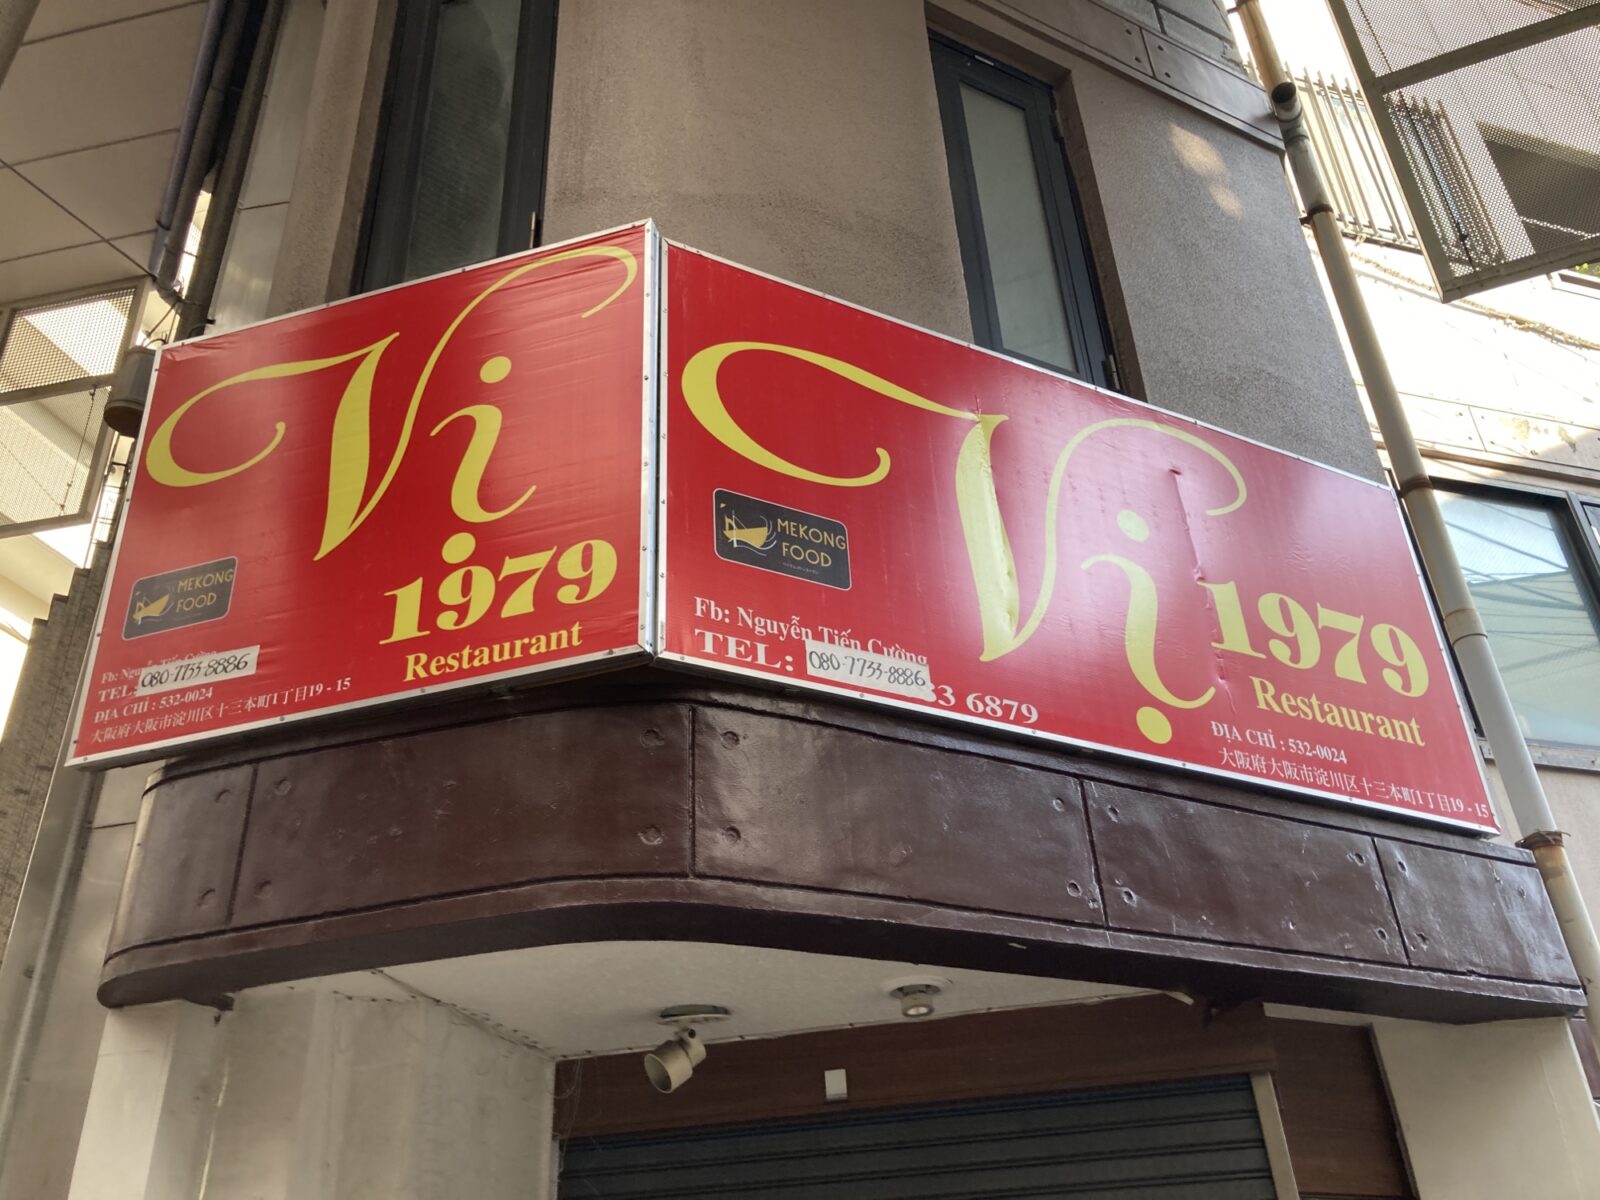 Vị
1979
Restaurant
MEKONG
FOOD
Fb:
TEL:
080-7733-8886
ĐỊA CHỈ : 532-0024
大阪府大阪市淀川区十三本町1丁目19 - 15
Vị
1979
Restaurant
MEKONG
FOOD
Fb: Nguyễn Tiến Cường
TEL: 080-7733-8886
6879
ĐỊA CHỈ : 532-0024
大阪府大阪市淀川区十三本町1丁目19 - 15